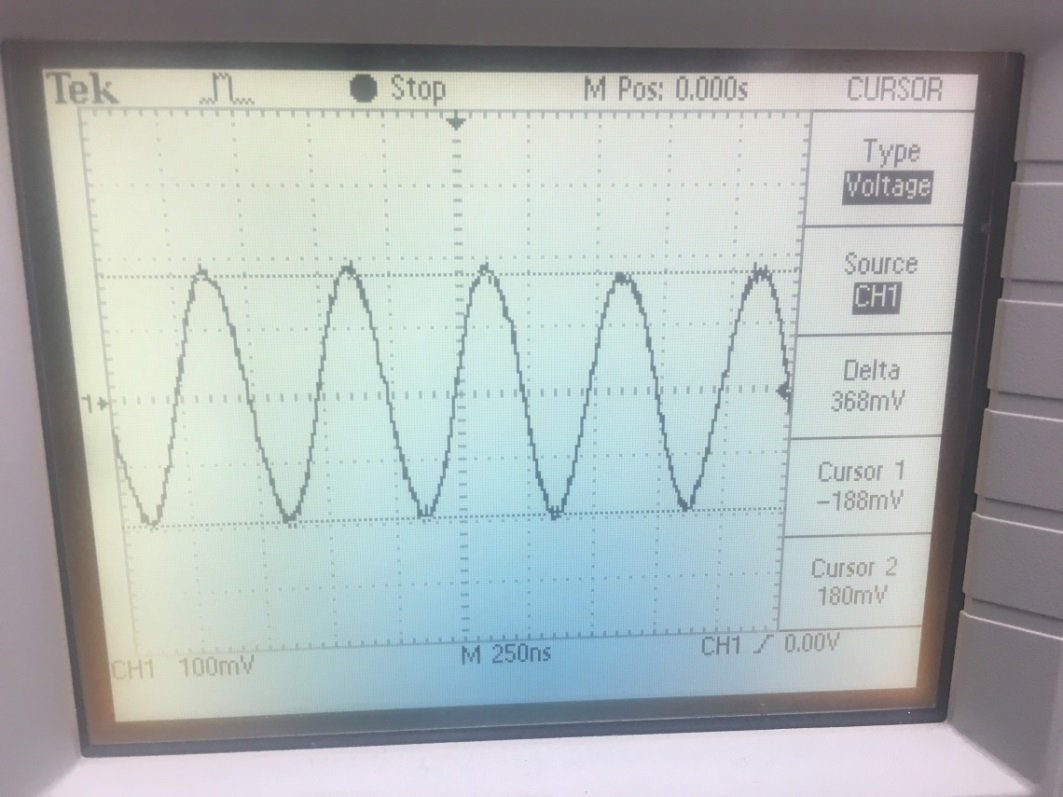 Tek
Stop
M Pos: 0.000s
CURSOR
Type
Voltage
Source
CH1
Delta
368mV
Cursor 1
-188mV
Cursor 2
180mV
1
CH1 100mV
M 250ns
CH1 / 0.00V